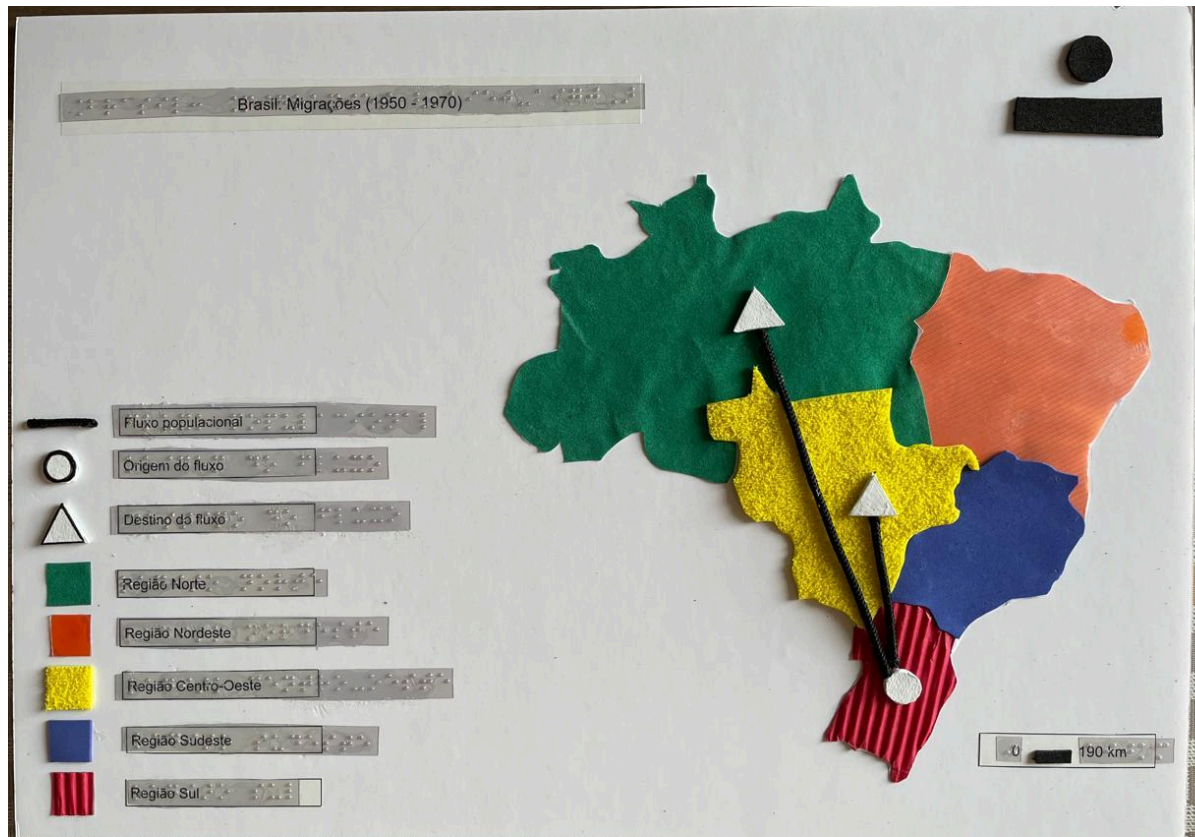 Brasil. Migrações (1950 - 1970)
Fluxo populacional
Origem do fluxo
Destino do fluxo
Região Norte
Região Nordeste
Região Centro-Oeste
Região Sudeste
Região Sul
0 190 km